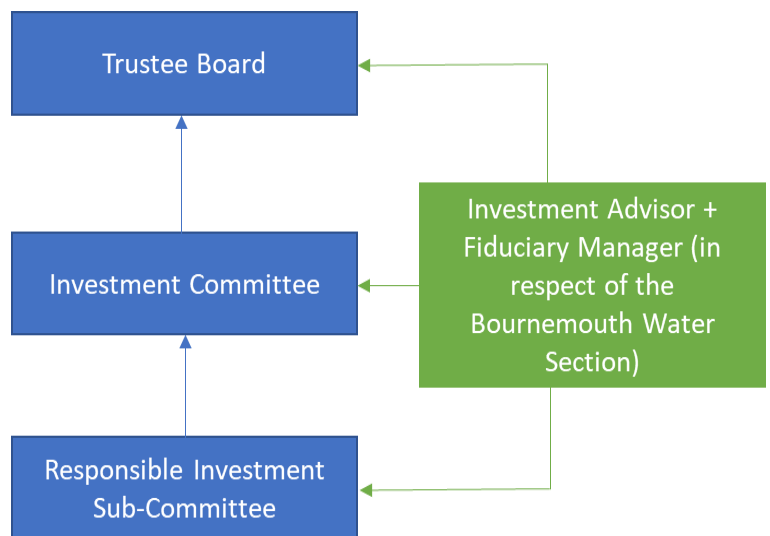 Trustee Board
Investment Committee
Responsible Investment
Sub-Committee
Investment Advisor +
Fiduciary Manager (in
respect of the
Bournemouth Water
Section)